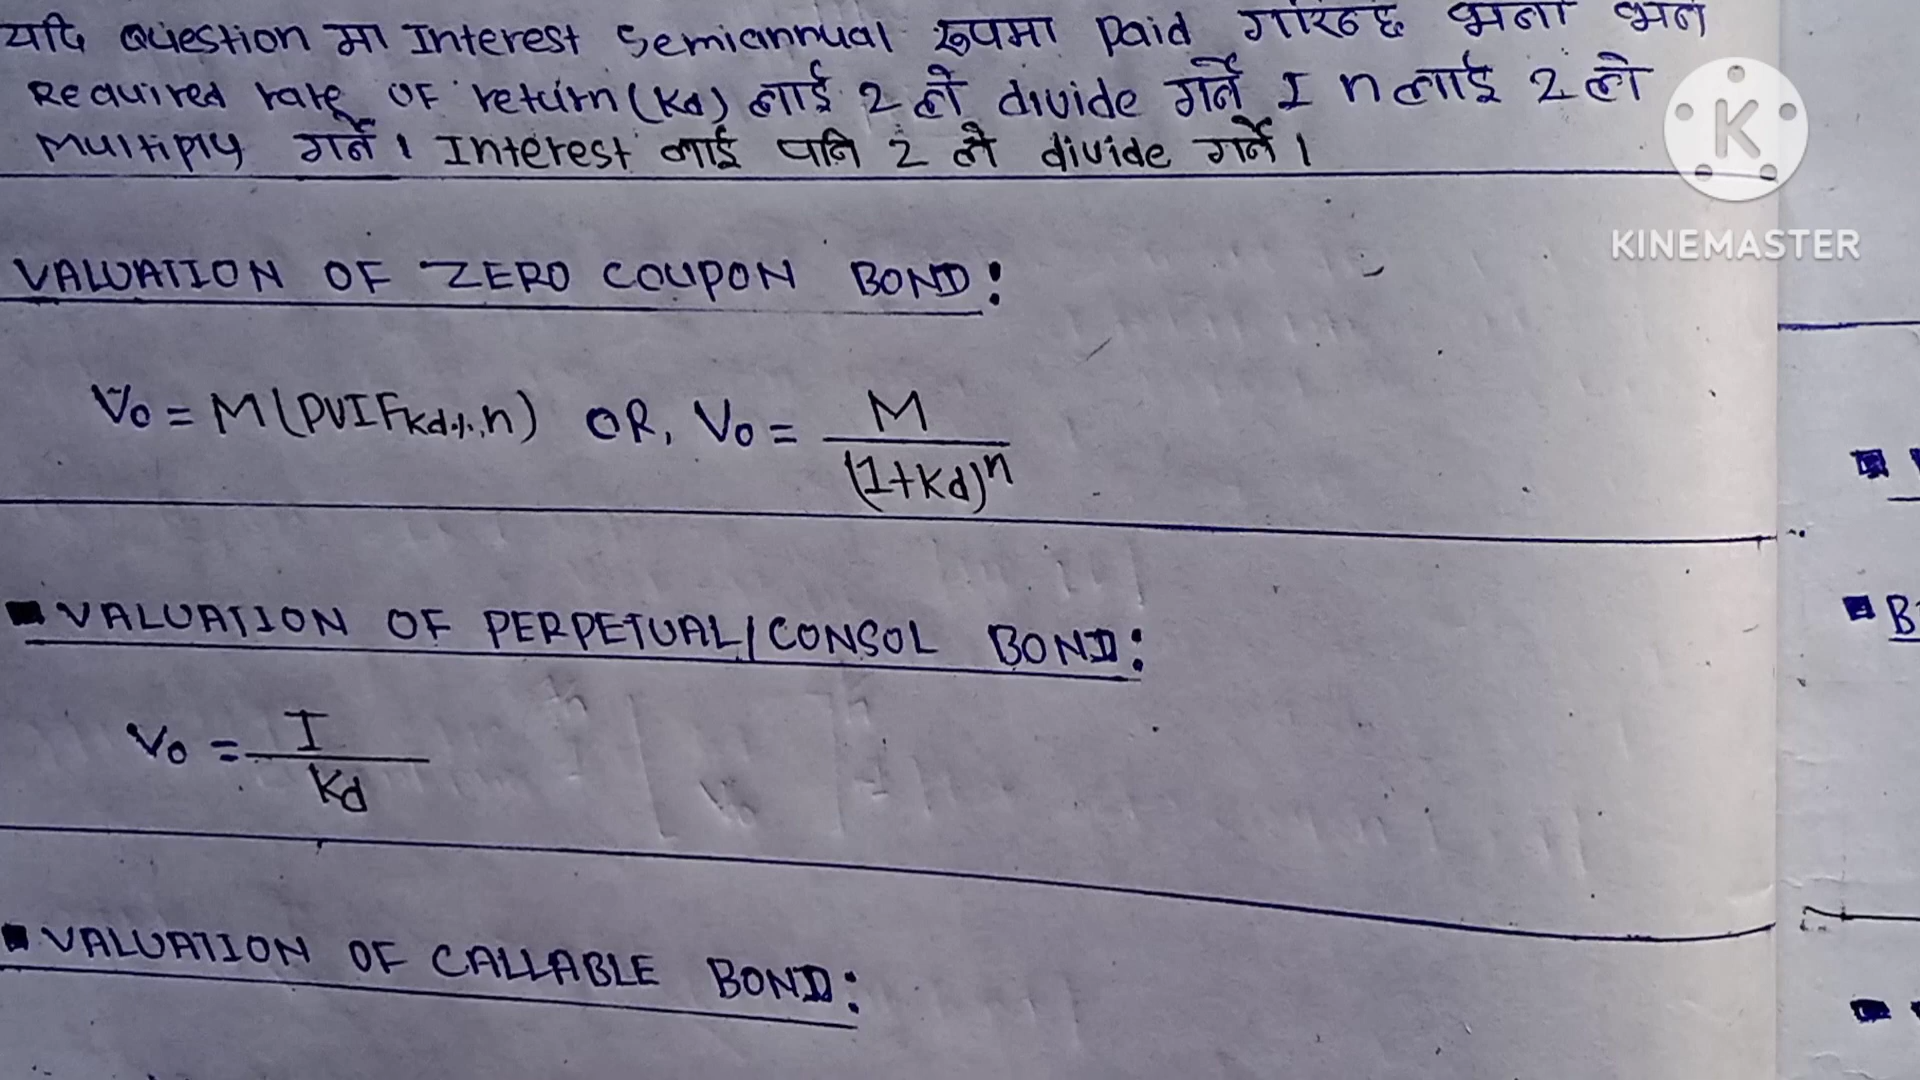 यदि Question मा Interest semiannual रूपमा paid गरिन्छ भनी भने
Required rate OF return (Kd) लाई 2 ले divide गर्ने I n लाई 2 ले
Multiply गर्ने। Interest लाई पनि 2 ले divide गर्ने।
K
KINEMASTER
VALUATION OF ZERO COUPON BOND:
V₀ = M(PVIFkd%,n) OR, V₀ = M
(1+kd)ⁿ
VALUATION OF PERPETUAL/CONSOL BOND:
V₀ = I
Kd
VALUATION OF CALLABLE BOND:
B